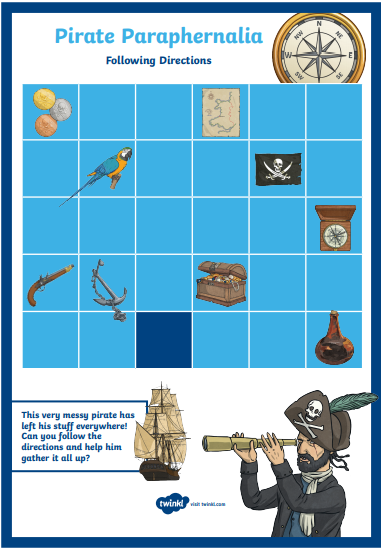 Pirate Paraphernalia
Following Directions
N
NE
E
SE
S
SW
W
NW
This very messy pirate has
left his stuff everywhere!
Can you follow the
directions and help him
gather it all up?
twinkl
visit twinkl.com